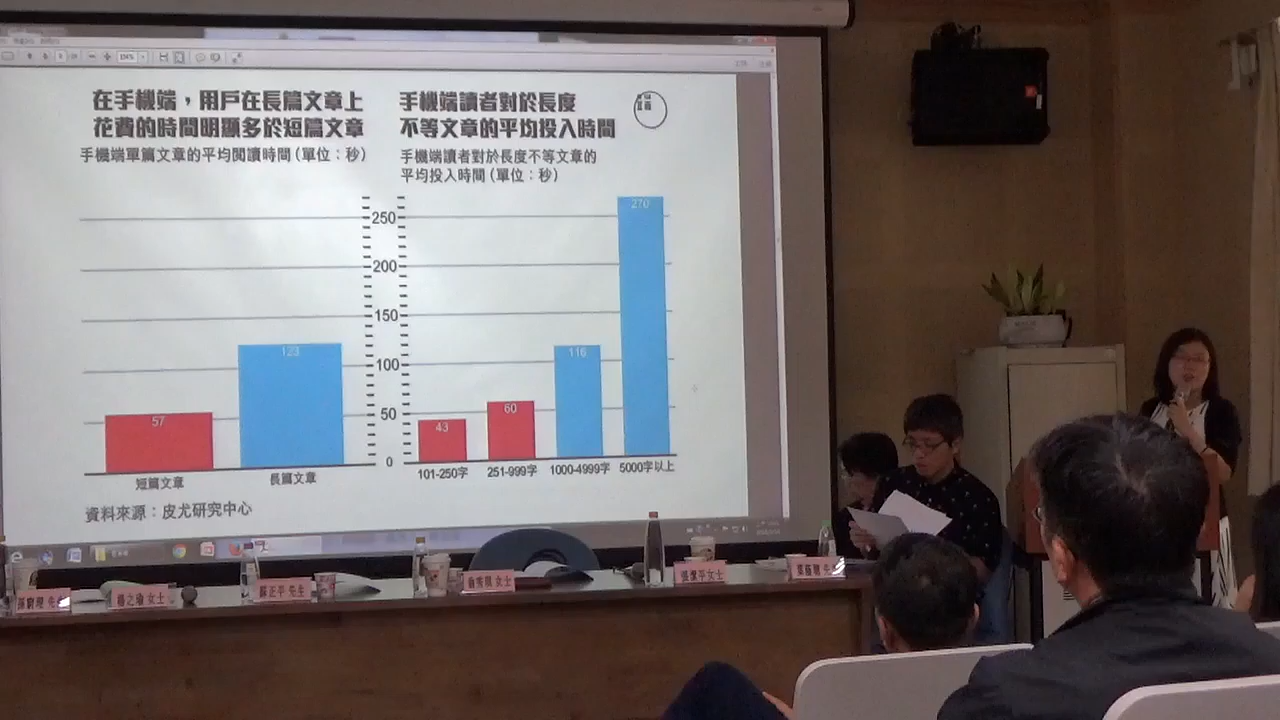 在手機端，用戶在長篇文章上
花費的時間明顯多於短篇文章
手機端單篇文章的平均閱讀時間(單位：秒)
手機端讀者對於長度
不等文章的平均投入時間
手機端讀者對於長度不等文章的
平均投入時間(單位：秒)
250
200
150
100
50
0
57
123
短篇文章
長篇文章
43
60
116
270
101-250字
251-999字
1000-4999字
5000字以上
資料來源：皮尤研究中心
楊之瑜 女士
蘇正平 先生
女士
張潔平 女士